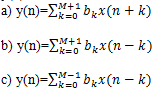 a) y(n)=∑_{k=0}^{M+1} b_k x(n + k)
b) y(n)=∑_{k=0}^{M+1} b_k x(n − k)
c) y(n)=∑_{k=0}^{M−1} b_k x(n − k)